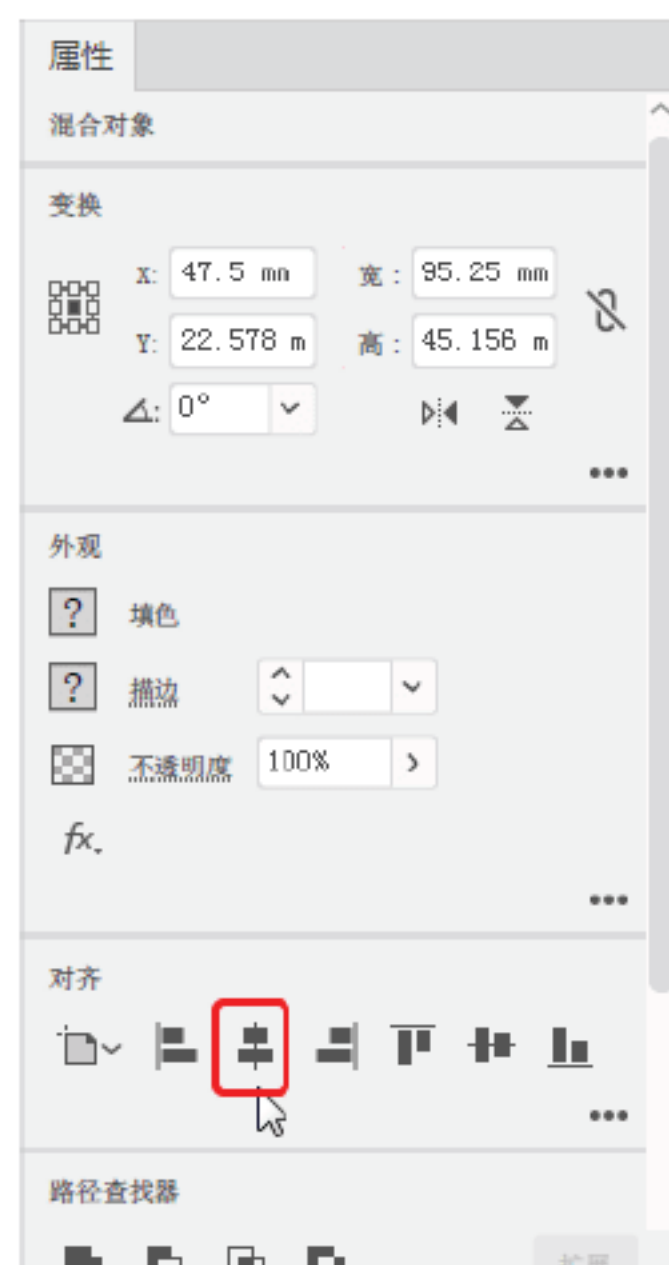 属性
混合对象
变换
X: 47.5 mm 宽: 95.25 mm
Y: 22.578 m 高: 45.156 m
0°
外观
? 填色
? 描边
不透明度 100%
fx.
对齐
路径查找器
扩展